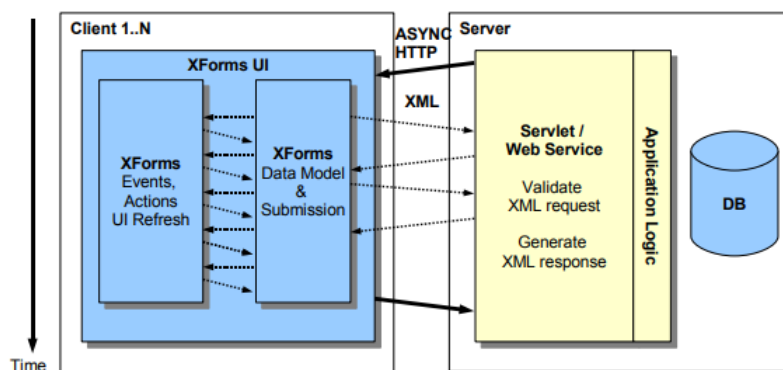 Client 1..N
ASYNC
HTTP
Server
XForms UI
XML
XForms
Events,
Actions
UI Refresh
XForms
Data Model
&
Submission
Servlet /
Web Service
Validate
XML request
Generate
XML response
Application Logic
DB
Time